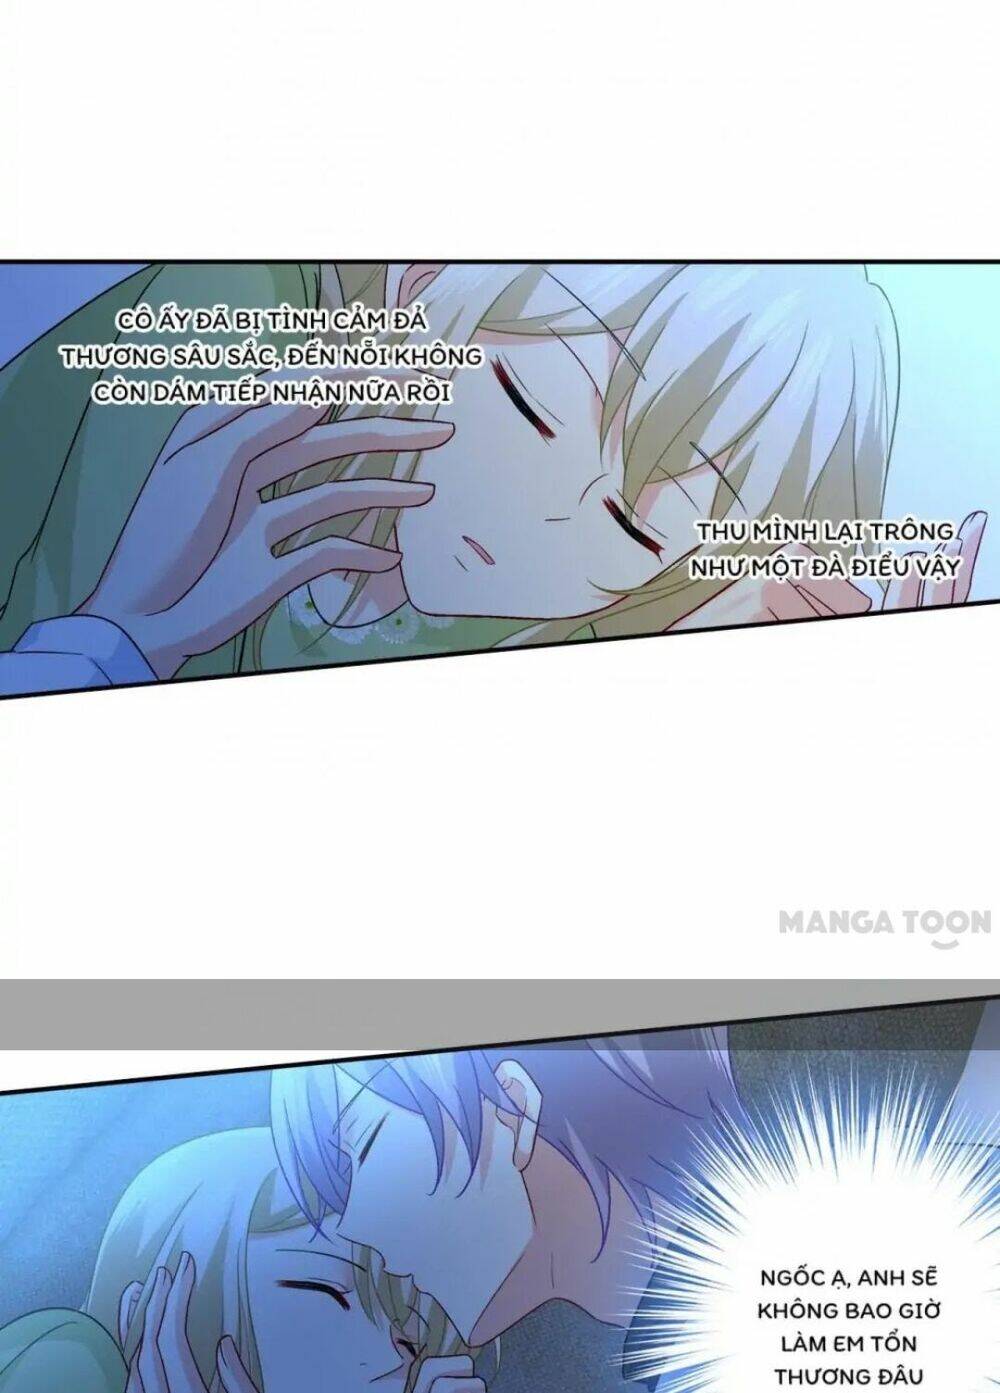 CÔ ẤY ĐÃ BỊ TÌNH CẢM ĐẢ
THƯƠNG SÂU SẮC, ĐẾN NỖI KHÔNG
CÒN DÁM TIẾP NHẬN NỮA RỒI
THU MÌNH LẠI TRÔNG
NHƯ MỘT ĐÀ ĐIỂU VẬY
MANGA TOON
NGỐC Ạ, ANH SẼ
KHÔNG BAO GIỜ
LÀM EM TỔN
THƯƠNG ĐÂU